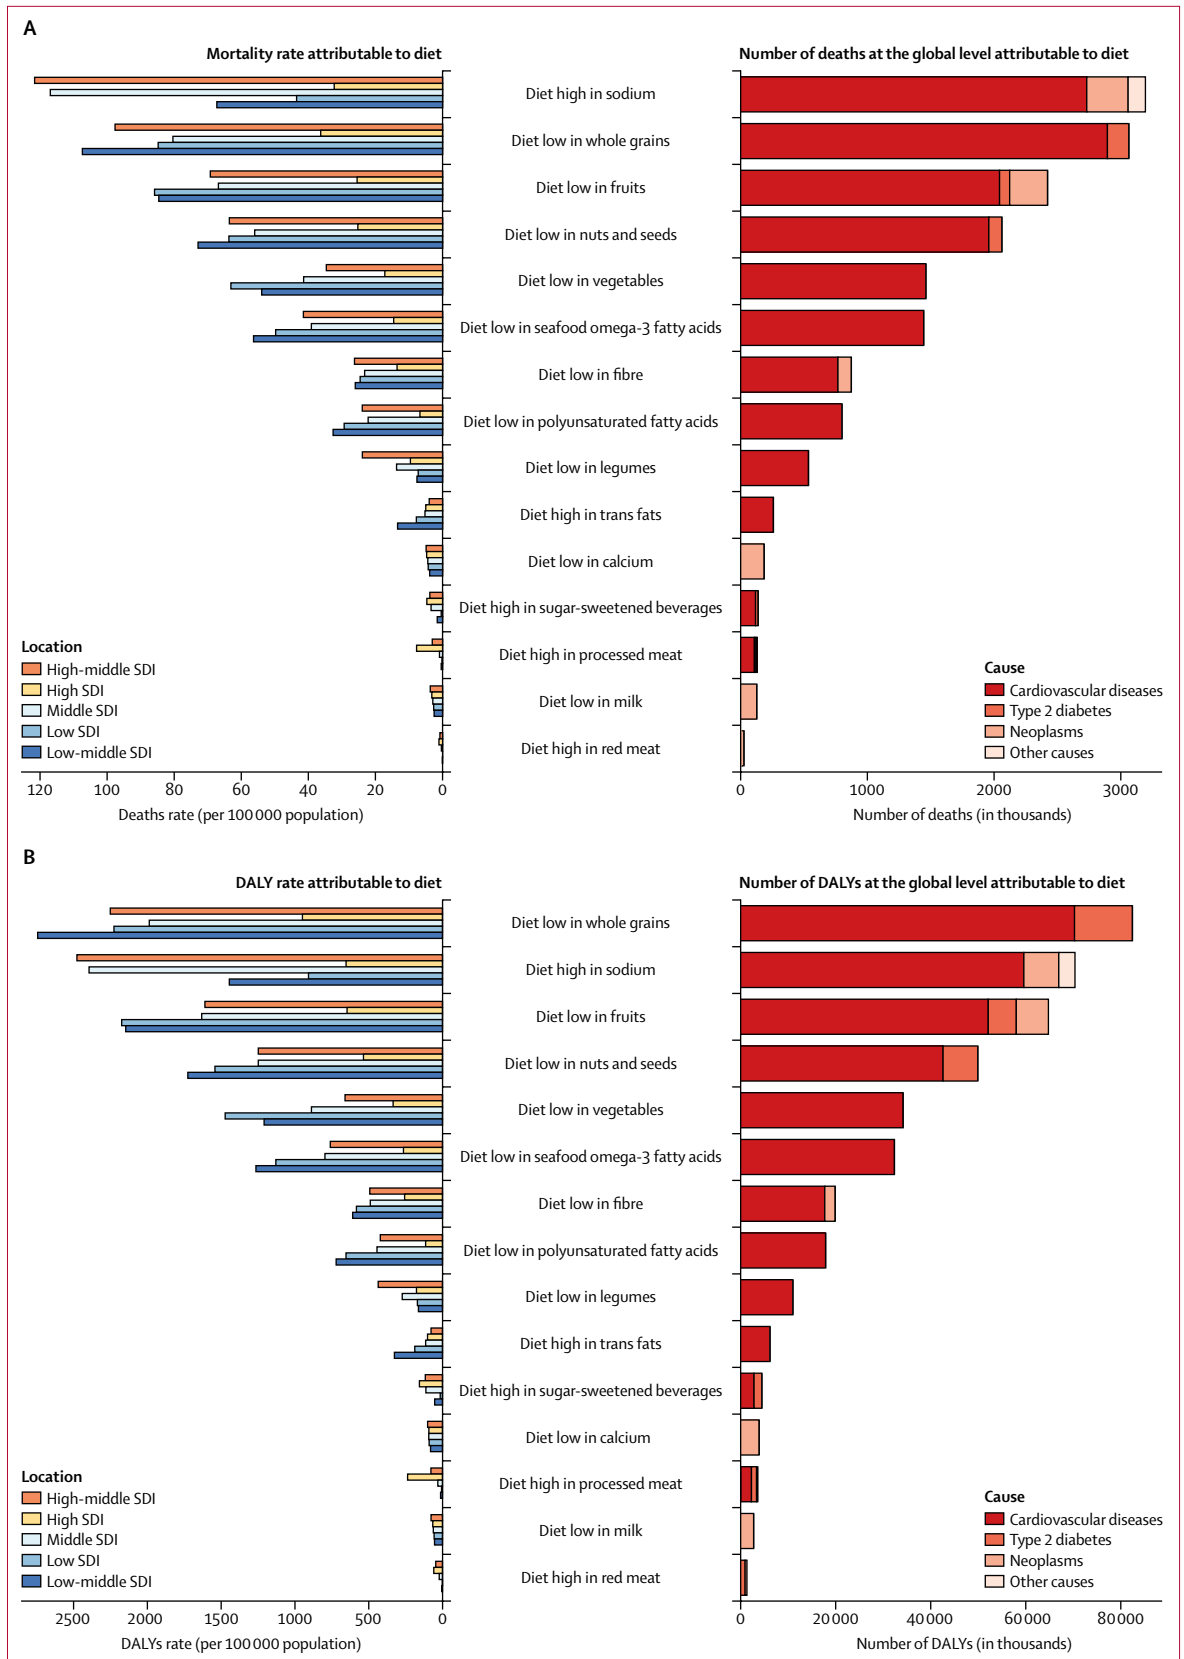 A
Mortality rate attributable to diet
Number of deaths at the global level attributable to diet
Diet high in sodium
Diet low in whole grains
Diet low in fruits
Diet low in nuts and seeds
Diet low in vegetables
Diet low in seafood omega-3 fatty acids
Diet low in fibre
Diet low in polyunsaturated fatty acids
Diet low in legumes
Diet high in trans fats
Diet low in calcium
Diet high in sugar-sweetened beverages
Diet high in processed meat
Diet low in milk
Diet high in red meat
Location
High-middle SDI
High SDI
Middle SDI
Low SDI
Low-middle SDI
Cause
Cardiovascular diseases
Type 2 diabetes
Neoplasms
Other causes
120 100 80 60 40 20 0
Deaths rate (per 100 000 population)
0 1000 2000 3000
Number of deaths (in thousands)
B
DALY rate attributable to diet
Number of DALYs at the global level attributable to diet
Diet low in whole grains
Diet high in sodium
Diet low in fruits
Diet low in nuts and seeds
Diet low in vegetables
Diet low in seafood omega-3 fatty acids
Diet low in fibre
Diet low in polyunsaturated fatty acids
Diet low in legumes
Diet high in trans fats
Diet high in sugar-sweetened beverages
Diet low in calcium
Diet high in processed meat
Diet low in milk
Diet high in red meat
Location
High-middle SDI
High SDI
Middle SDI
Low SDI
Low-middle SDI
Cause
Cardiovascular diseases
Type 2 diabetes
Neoplasms
Other causes
2500 2000 1500 1000 500 0
DALYs rate (per 100 000 population)
0 20 000 40 000 60 000 80 000
Number of DALYs (in thousands)